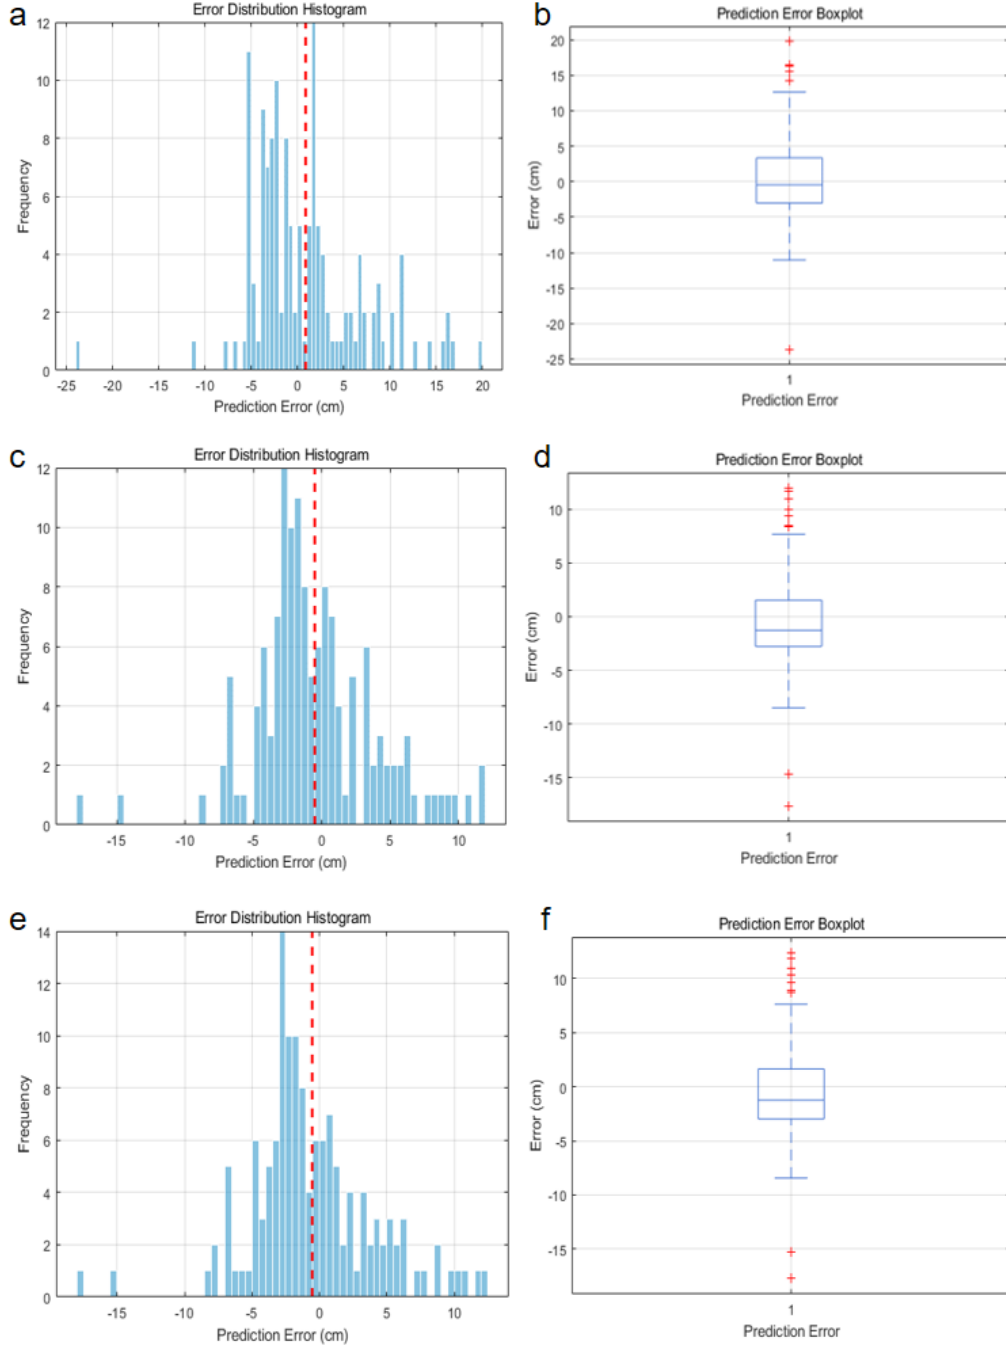 a
Error Distribution Histogram
12
10
8
6
4
2
0
Frequency
-25 -20 -15 -10 -5 0 5 10 15 20
Prediction Error (cm)
b
Prediction Error Boxplot
20
15
10
5
0
-5
-10
-15
-20
-25
Error (cm)
1
Prediction Error
c
Error Distribution Histogram
12
10
8
6
4
2
0
Frequency
-15 -10 -5 0 5 10
Prediction Error (cm)
d
Prediction Error Boxplot
10
5
0
-5
-10
-15
Error (cm)
1
Prediction Error
e
Error Distribution Histogram
14
12
10
8
6
4
2
0
Frequency
-15 -10 -5 0 5 10
Prediction Error (cm)
f
Prediction Error Boxplot
10
5
0
-5
-10
-15
Error (cm)
1
Prediction Error